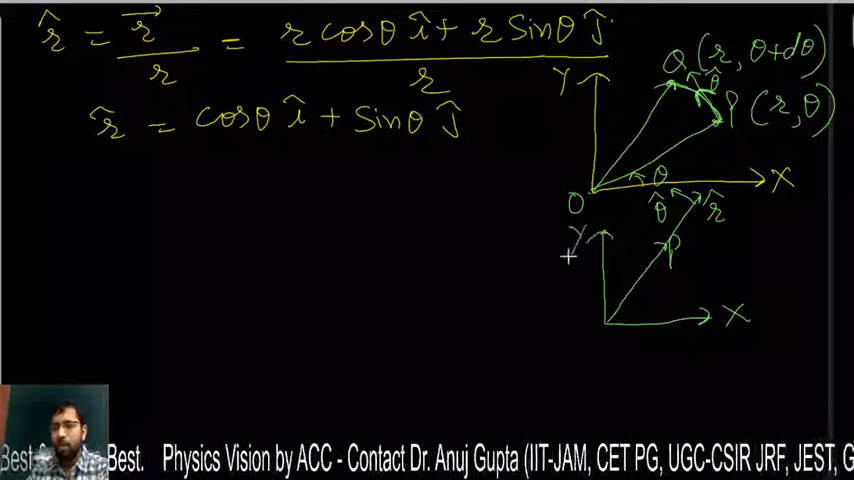 r̂ = r⃗ / r = r cosθ î + r Sinθ ĵ / r
r̂ = cosθ î + Sinθ ĵ
Y
Q (r, θ+dθ)
θ̂
P (r, θ)
θ
O
X
θ̂
r̂
Y
P
X
Best. Physics Vision by ACC - Contact Dr. Anuj Gupta (IIT-JAM, CET PG, UGC-CSIR JRF, JEST, G